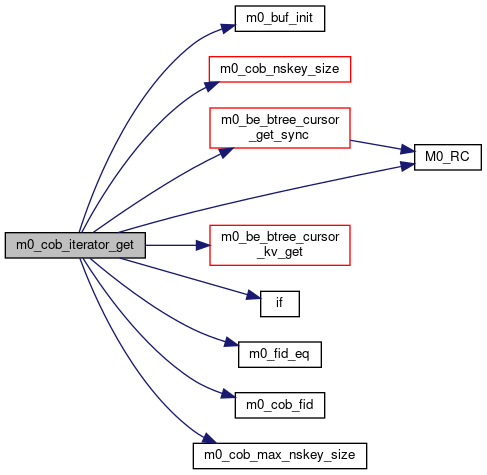 m0_buf_init
m0_cob_nskey_size
m0_be_btree_cursor
_get_sync
M0_RC
m0_cob_iterator_get
m0_be_btree_cursor
_kv_get
if
m0_fid_eq
m0_cob_fid
m0_cob_max_nskey_size